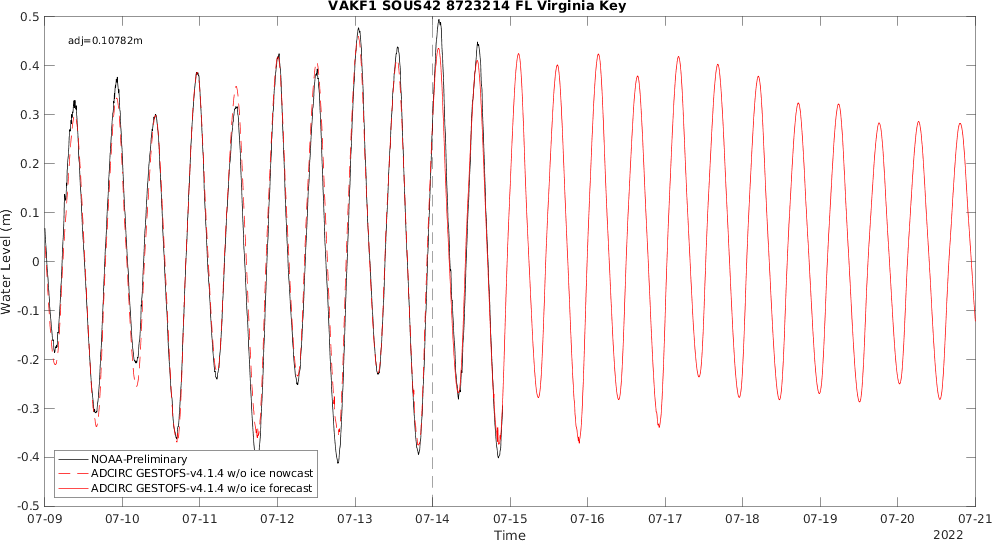 VAKF1 SOUS42 8723214 FL Virginia Key
adj=0.10782m
0.5
0.4
0.3
0.2
0.1
0
-0.1
-0.2
-0.3
-0.4
-0.5
Water Level (m)
NOAA-Preliminary
ADCIRC GESTOFS-v4.1.4 w/o ice nowcast
ADCIRC GESTOFS-v4.1.4 w/o ice forecast
07-09 07-10 07-11 07-12 07-13 07-14 07-15 07-16 07-17 07-18 07-19 07-20 07-21
Time
2022